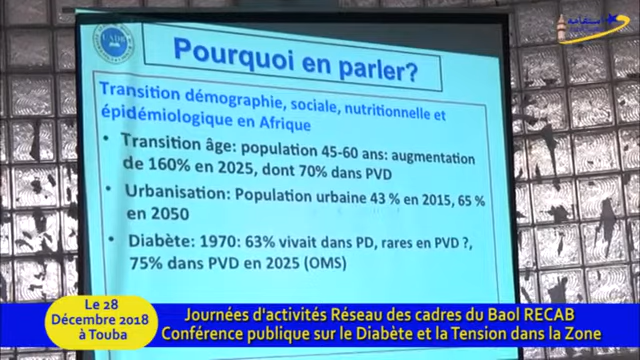 UADB
Pourquoi en parler?
Transition démographie, sociale, nutritionnelle et
épidémiologique en Afrique
• Transition âge: population 45-60 ans: augmentation
de 160% en 2025, dont 70% dans PVD
• Urbanisation: Population urbaine 43 % en 2015, 65 %
en 2050
• Diabète: 1970: 63% vivait dans PD, rares en PVD ?,
75% dans PVD en 2025 (OMS)
Le 28
Décembre 2018
à Touba
Journées d'activités Réseau des cadres du Baol RECAB
Conférence publique sur le Diabète et la Tension dans la Zone